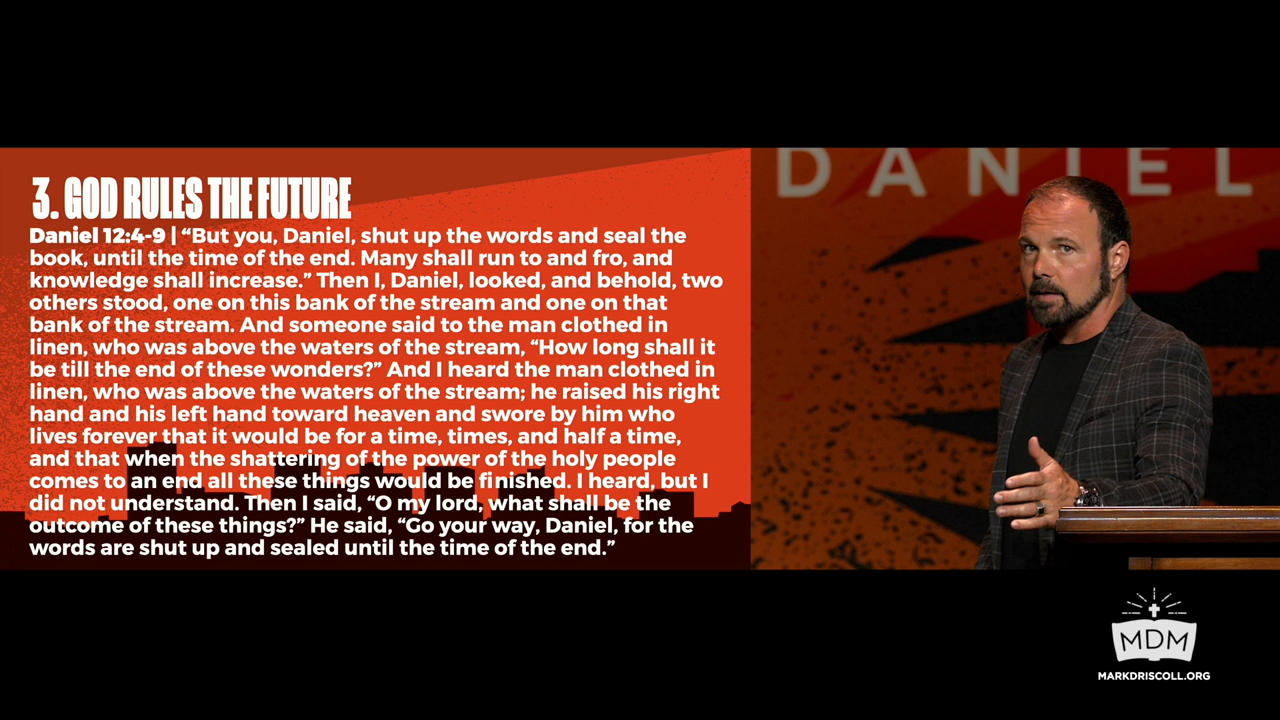 3. GOD RULES THE FUTURE
Daniel 12:4-9 | “But you, Daniel, shut up the words and seal the
book, until the time of the end. Many shall run to and fro, and
knowledge shall increase.” Then I, Daniel, looked, and behold, two
others stood, one on this bank of the stream and one on that
bank of the stream. And someone said to the man clothed in
linen, who was above the waters of the stream, “How long shall it
be till the end of these wonders?” And I heard the man clothed in
linen, who was above the waters of the stream; he raised his right
hand and his left hand toward heaven and swore by him who
lives forever that it would be for a time, times, and half a time,
and that when the shattering of the power of the holy people
comes to an end all these things would be finished. I heard, but I
did not understand. Then I said, “O my lord, what shall be the
outcome of these things?” He said, “Go your way, Daniel, for the
words are shut up and sealed until the time of the end.”
DANIEL
MDM
MARKDRISCOLL.ORG